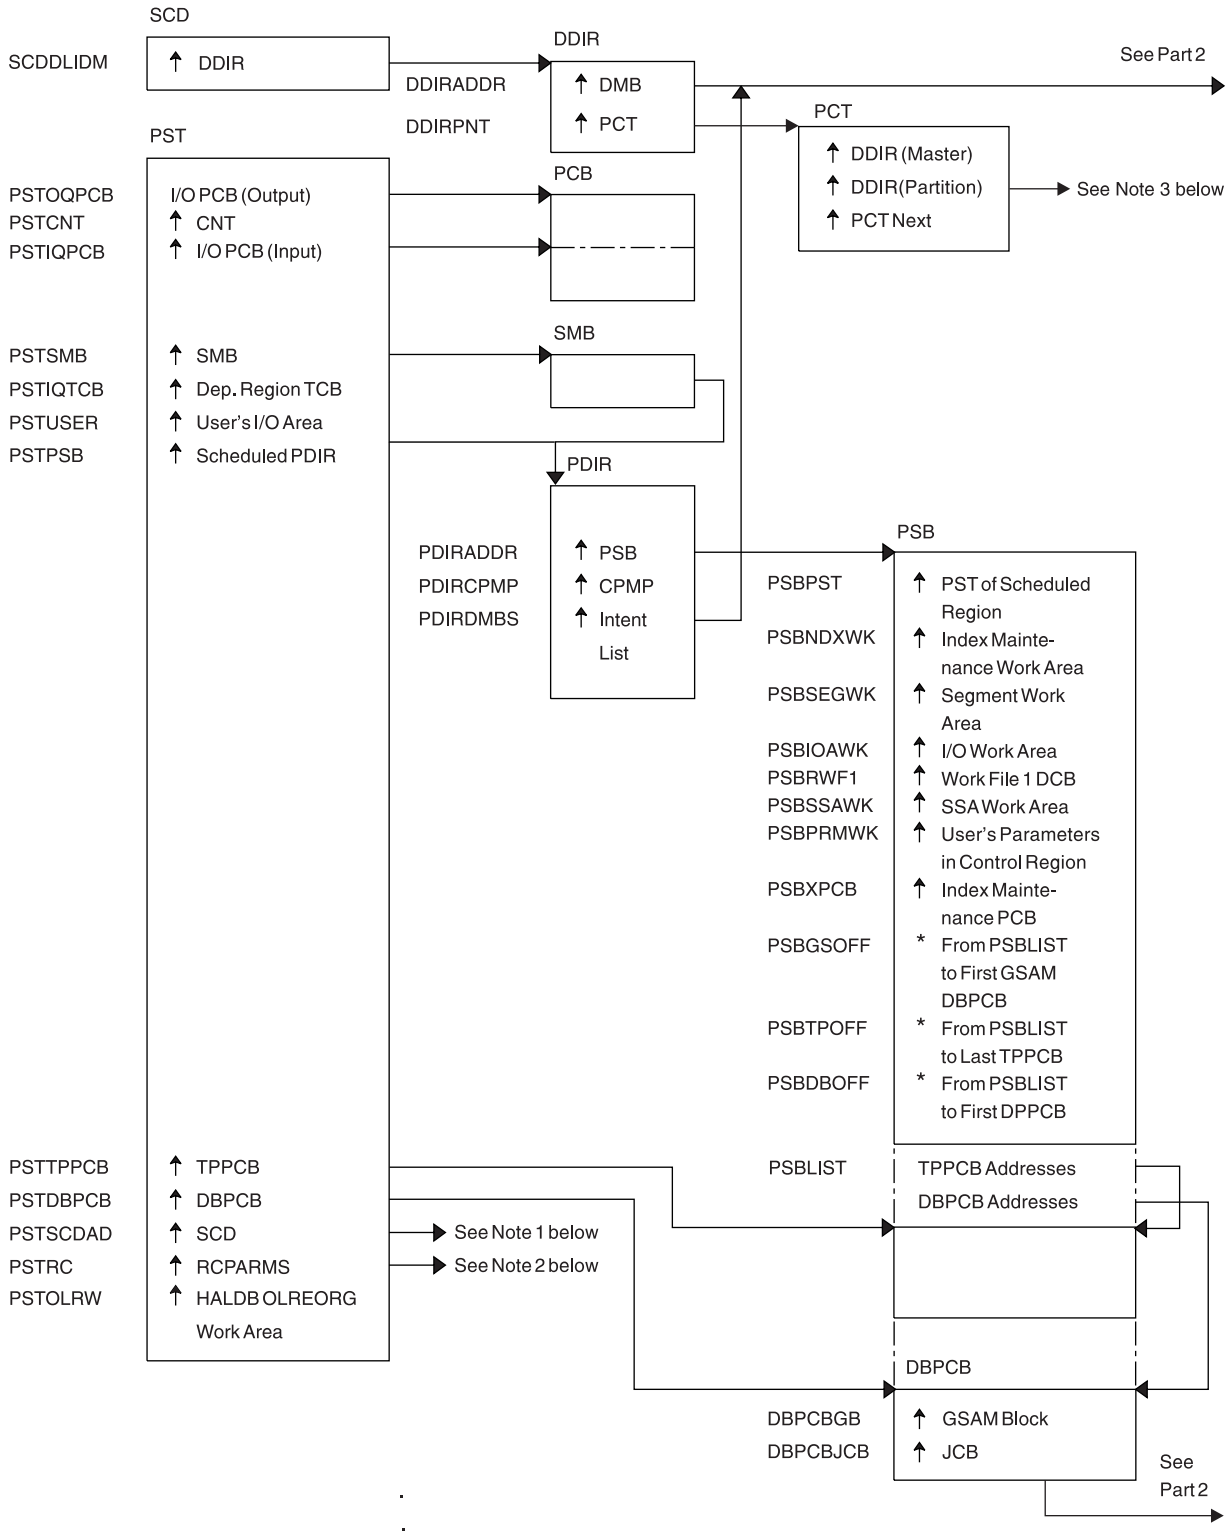 SCD
SCDDLIDM
↑ DDIR
DDIR
DDIRADDR
↑ DMB
DDIRPNT
↑ PCT
See Part 2
PCT
↑ DDIR (Master)
↑ DDIR (Partition)
↑ PCT Next
See Note 3 below
PST
PSTOQPCB
I/O PCB (Output)
PSTCNT
↑ CNT
PSTIQPCB
↑ I/O PCB (Input)
PCB
PSTSMB
↑ SMB
PSTIQTCB
↑ Dep. Region TCB
PSTUSER
↑ User's I/O Area
PSTPSB
↑ Scheduled PDIR
SMB
PDIR
PDIRADDR
↑ PSB
PDIRCPMP
↑ CPMP
PDIRDMBS
↑ Intent
List
PSB
PSBPST
↑ PST of Scheduled
Region
PSBNDXWK
↑ Index Mainte-
nance Work Area
PSBSEGWK
↑ Segment Work
Area
PSBIOAWK
↑ I/O Work Area
PSBRWF1
↑ Work File 1 DCB
PSBSSAWK
↑ SSA Work Area
PSBPRMWK
↑ User's Parameters
in Control Region
PSBXPCB
↑ Index Mainte-
nance PCB
PSBGSOFF
* From PSBLIST
to First GSAM
DBPCB
PSBTPOFF
* From PSBLIST
to Last TPPCB
PSBDBOFF
* From PSBLIST
to First DPPCB
PSTTPPCB
↑ TPPCB
PSTDBPCB
↑ DBPCB
PSTSCDAD
↑ SCD
See Note 1 below
PSTRC
↑ RCPARMS
See Note 2 below
PSTOLRW
↑ HALDB OLREORG
Work Area
PSBLIST
TPPCB Addresses
DBPCB Addresses
DBPCB
DBPCBGB
↑ GSAM Block
DBPCBJCB
↑ JCB
See
Part 2